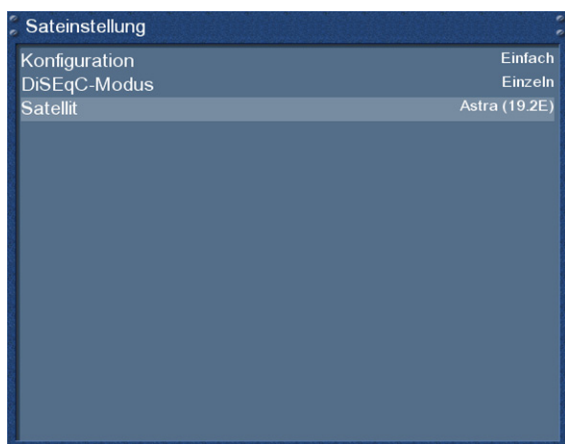 Sateinstellung
Konfiguration Einfach
DiSEqC-Modus Einzeln
Satellit Astra (19.2E)